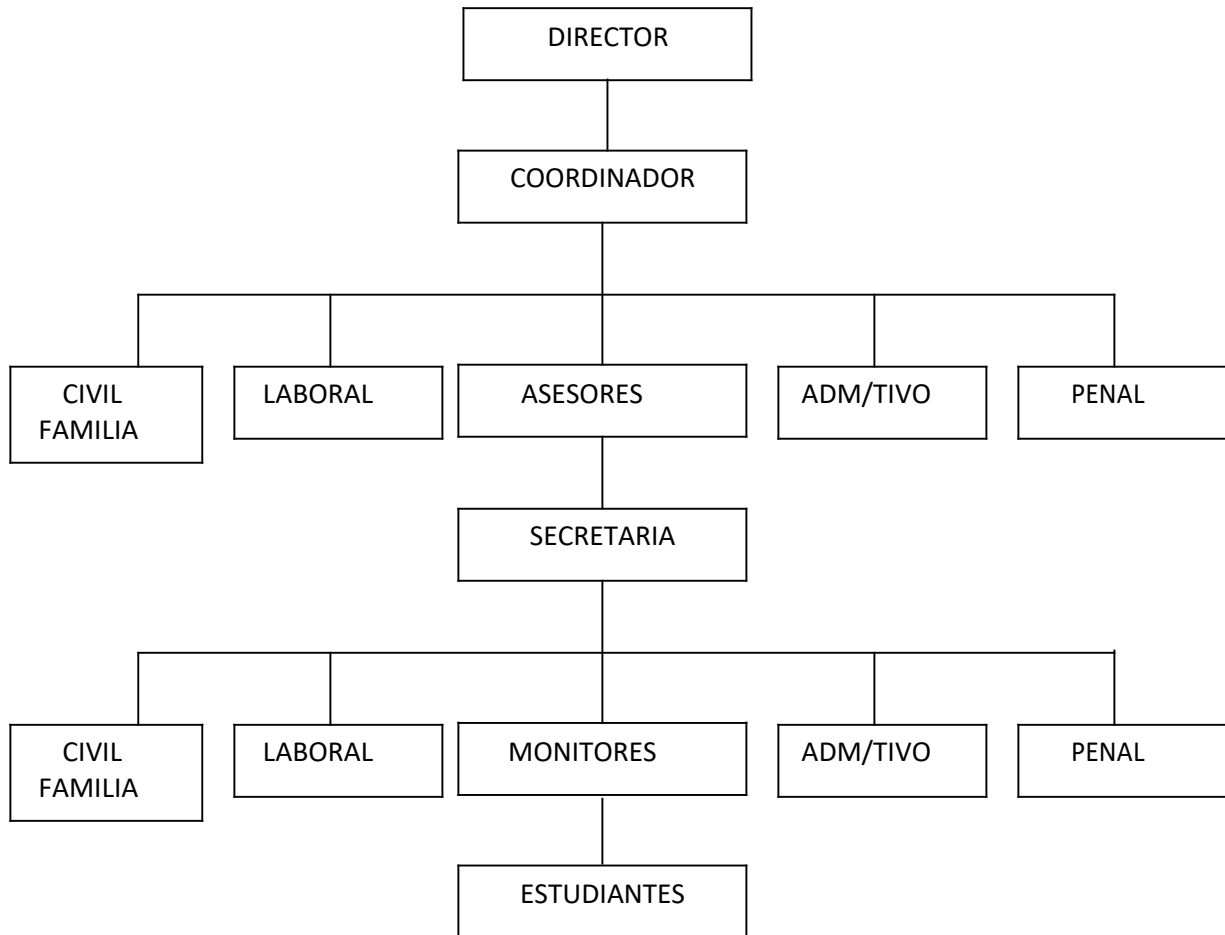 DIRECTOR
COORDINADOR
CIVIL
FAMILIA
LABORAL
ASESORES
ADM/TIVO
PENAL
SECRETARIA
CIVIL
FAMILIA
LABORAL
MONITORES
ADM/TIVO
PENAL
ESTUDIANTES